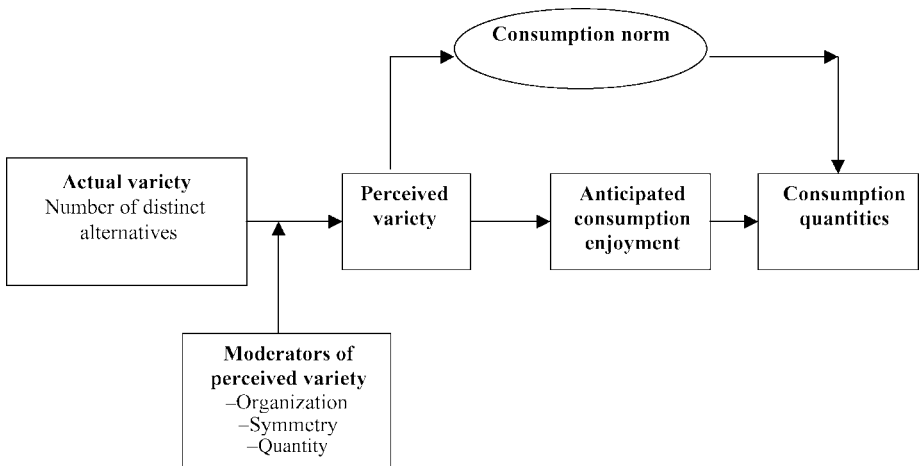 Consumption norm
Actual variety
Number of distinct
alternatives
Perceived
variety
Anticipated
consumption
enjoyment
Consumption
quantities
Moderators of
perceived variety
–Organization
–Symmetry
–Quantity